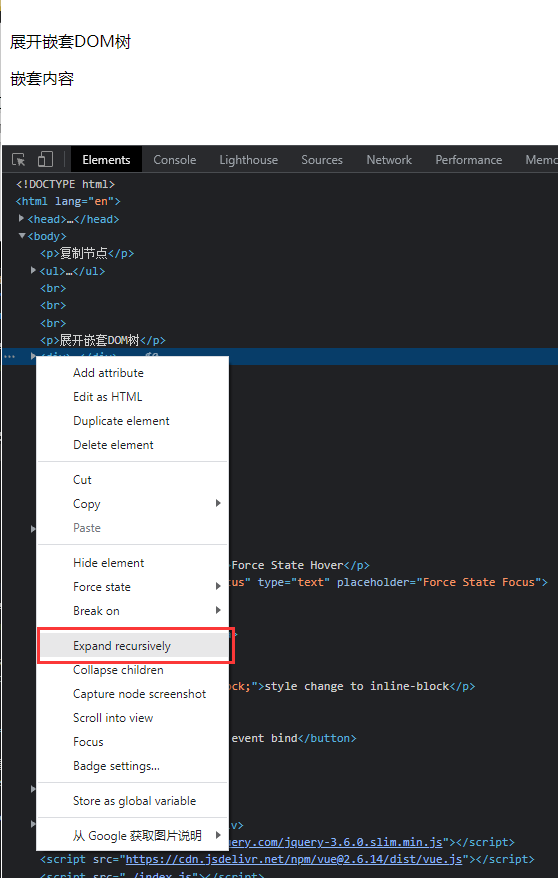 展开嵌套DOM树
嵌套内容
Elements Console Lighthouse Sources Network Performance Memo
<!DOCTYPE html>
<html lang="en">
<head>…</head>
<body>
<p>复制节点</p>
<ul>…</ul>
<br>
<br>
<br>
<p>展开嵌套DOM树</p>
Add attribute
Edit as HTML
Duplicate element
Delete element
Cut
Copy
Paste
Hide element
Force State Hover</p>
Force state
cus" type="text" placeholder="Force State Focus">
Break on
Expand recursively
Collapse children
ock;">style change to inline-block</p>
Capture node screenshot
Scroll into view
Focus
event bind</button>
Badge settings...
Store as global variable
v>
从 Google 获取图片说明
query.com/jquery-3.6.0.slim.min.js"></script>
<script src="https://cdn.jsdelivr.net/npm/vue@2.6.14/dist/vue.js"></script>
<script src="./index.js"></script>